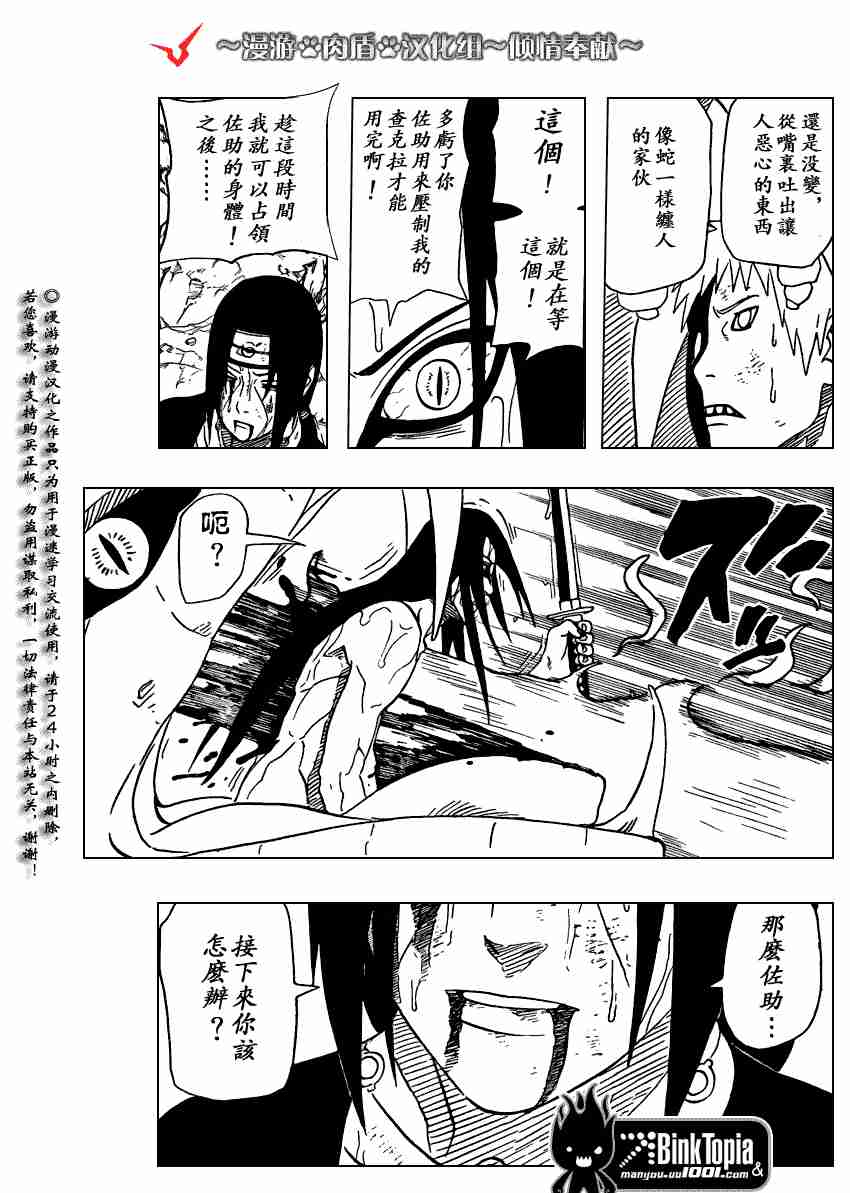 ～漫游🐾肉盾🐾汉化组～倾情奉献～
還是没變，
從嘴裏吐出讓
人惡心的東西
像蛇一樣纏人
的家伙
這個！
就是在等
這個！
多虧了你
佐助用來壓制我的
查克拉才能
用完啊！
趁這段時間
我就可以占領
佐助的身體！
之後……
ズズ
呃？
那麼佐助…
接下來你該
怎麽辦？
◎漫游动漫汉化之作品只为用于漫迷学习交流使用，请于24小时之内删除，
若您喜欢，请支持购买正版，勿盗用谋取私利，一切法律责任与本站无关，谢谢！
BinkTopia
manijou.uu1001.com
&